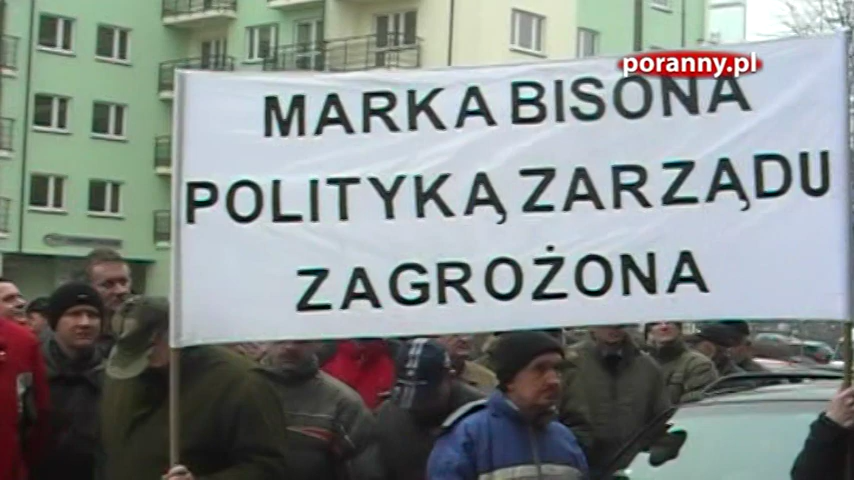 poranny.pl
MARKA BISONA
POLITYKĄ ZARZĄDU
ZAGROŻONA